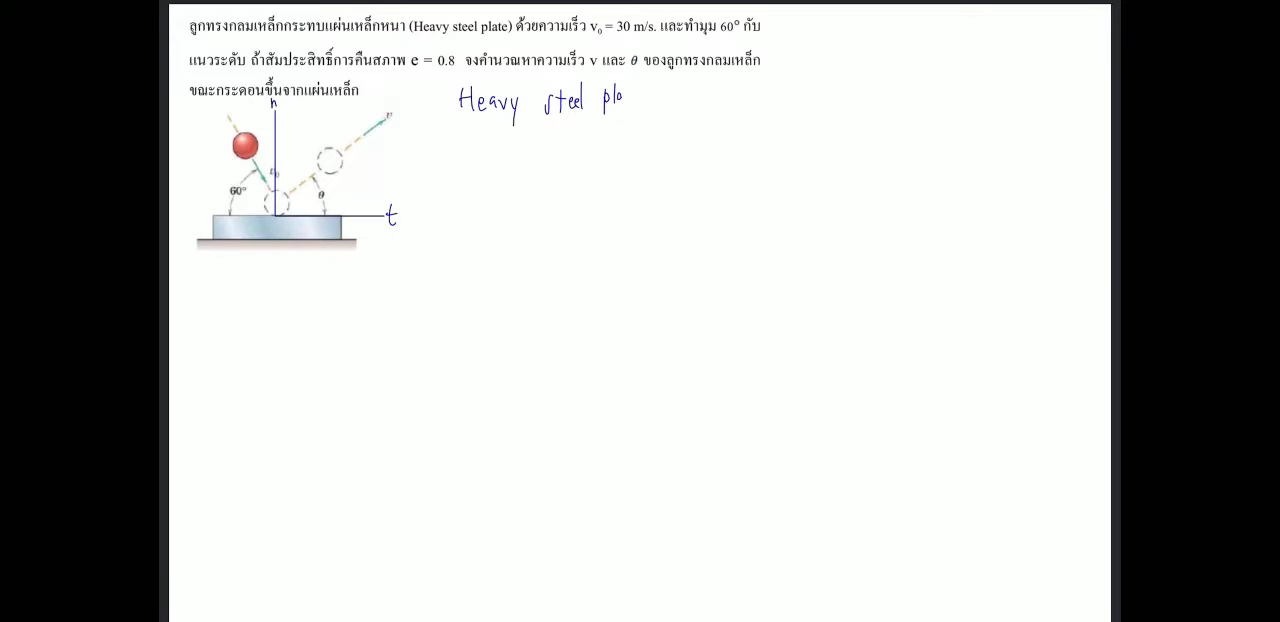 ลูกทรงกลมเหล็กกระทบแผ่นเหล็กหนา (Heavy steel plate) ด้วยความเร็ว v₀ = 30 m/s. และทำมุม 60° กับ
แนวระดับ ถ้าสัมประสิทธิ์การคืนสภาพ e = 0.8 จงคำนวณหาความเร็ว v และ θ ของลูกทรงกลมเหล็ก
ขณะกระดอนขึ้นจากแผ่นเหล็ก
Heavy steel pla
n
v
v₀
60°
θ
t